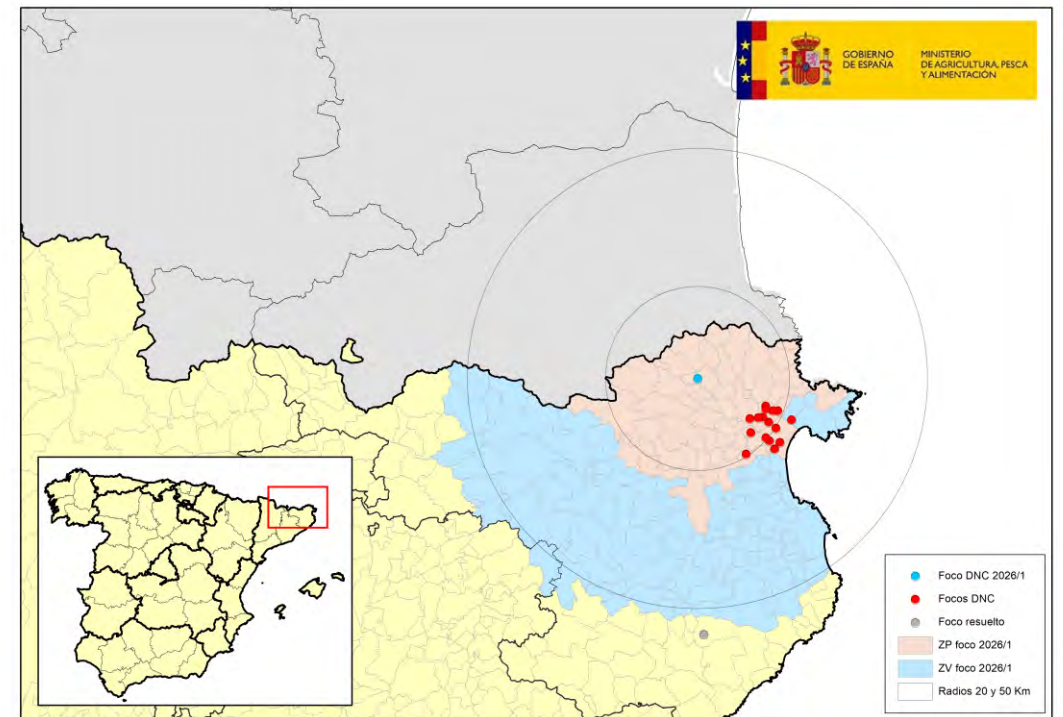 GOBIERNO
DE ESPAÑA
MINISTERIO
DE AGRICULTURA, PESCA
Y ALIMENTACIÓN
Foco DNC 2026/1
Focos DNC
Foco resuelto
ZP foco 2026/1
ZV foco 2026/1
Radios 20 y 50 Km